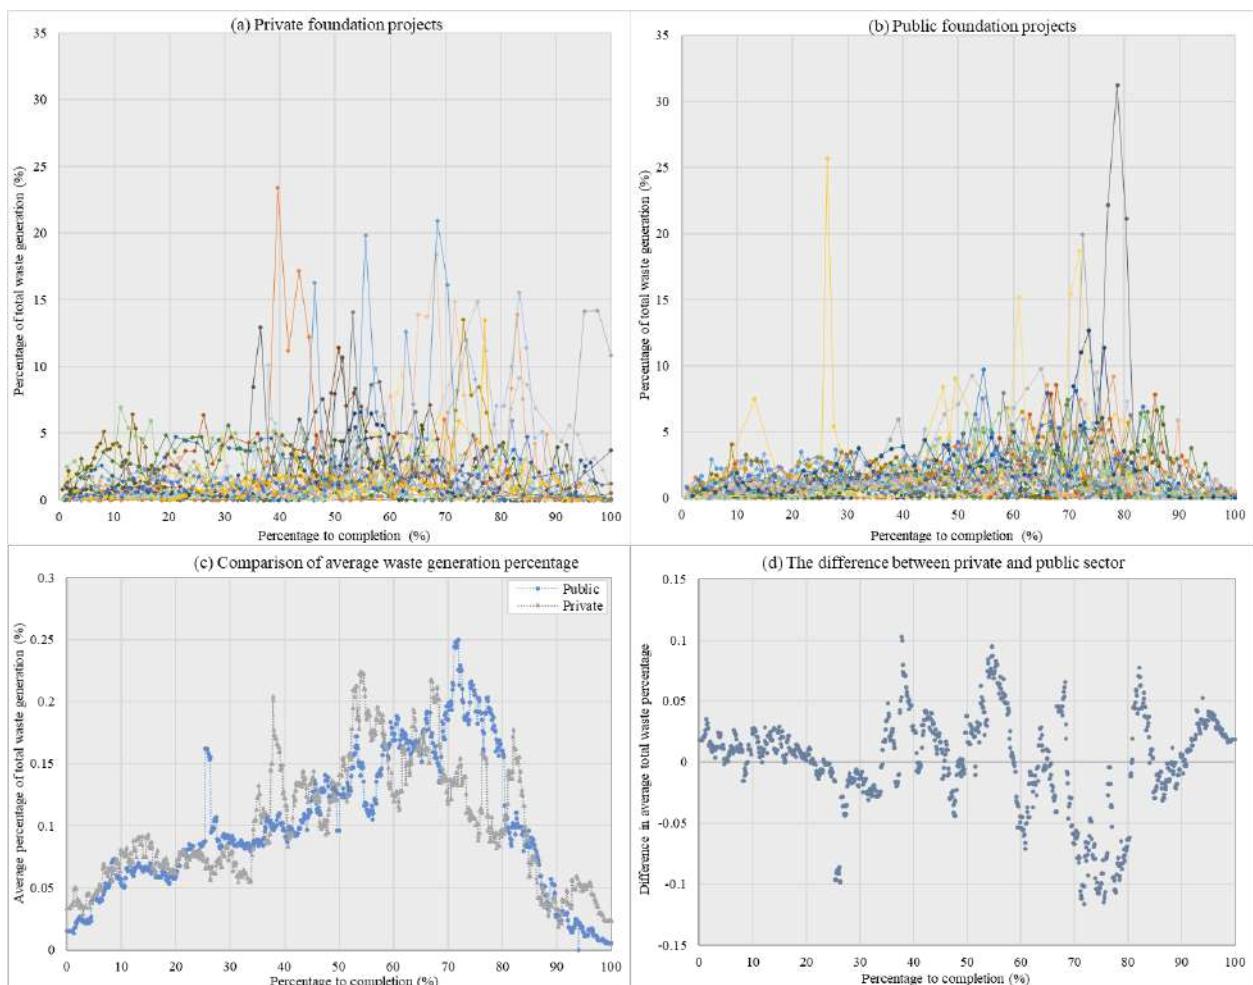 (a) Private foundation projects
35
30
25
20
15
10
5
0
Percentage of total waste generation (%)
0 10 20 30 40 50 60 70 80 90 100
Percentage to completion (%)
(b) Public foundation projects
35
30
25
20
15
10
5
0
Percentage of total waste generation (%)
0 10 20 30 40 50 60 70 80 90 100
Percentage to completion (%)
(c) Comparison of average waste generation percentage
Public
Private
0.3
0.25
0.2
0.15
0.1
0.05
0
Average percentage of total waste generation (%)
0 10 20 30 40 50 60 70 80 90 100
Percentage to completion (%)
(d) The difference between private and public sector
0.15
0.1
0.05
0
-0.05
-0.1
-0.15
Difference in average total waste percentage
0 10 20 30 40 50 60 70 80 90 100
Percentage to completion (%)